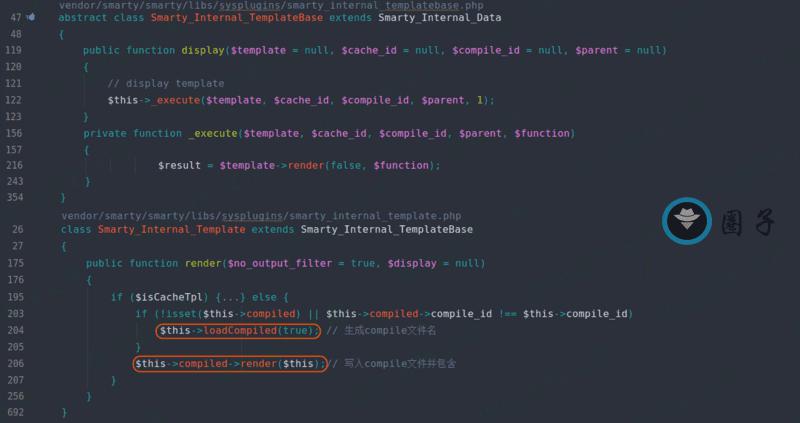 vendor/smarty/smarty/libs/sysplugins/smarty_internal_templatebase.php
47 abstract class Smarty_Internal_TemplateBase extends Smarty_Internal_Data
48 {
119 public function display($template = null, $cache_id = null, $compile_id = null, $parent = null)
120 {
121 // display template
122 $this->_execute($template, $cache_id, $compile_id, $parent, 1);
123 }
156 private function _execute($template, $cache_id, $compile_id, $parent, $function)
157 {
216 $result = $template->render(false, $function);
243 }
354 }
vendor/smarty/smarty/libs/sysplugins/smarty_internal_template.php
26 class Smarty_Internal_Template extends Smarty_Internal_TemplateBase
27 {
175 public function render($no_output_filter = true, $display = null)
176 {
195 if ($isCacheTpl) {...} else {
203 if (!isset($this->compiled) || $this->compiled->compile_id !== $this->compile_id)
204 $this->loadCompiled(true); // 生成compile文件名
205 }
206 $this->compiled->render($this);// 写入compile文件并包含
207 }
256 }
692 }
圈子